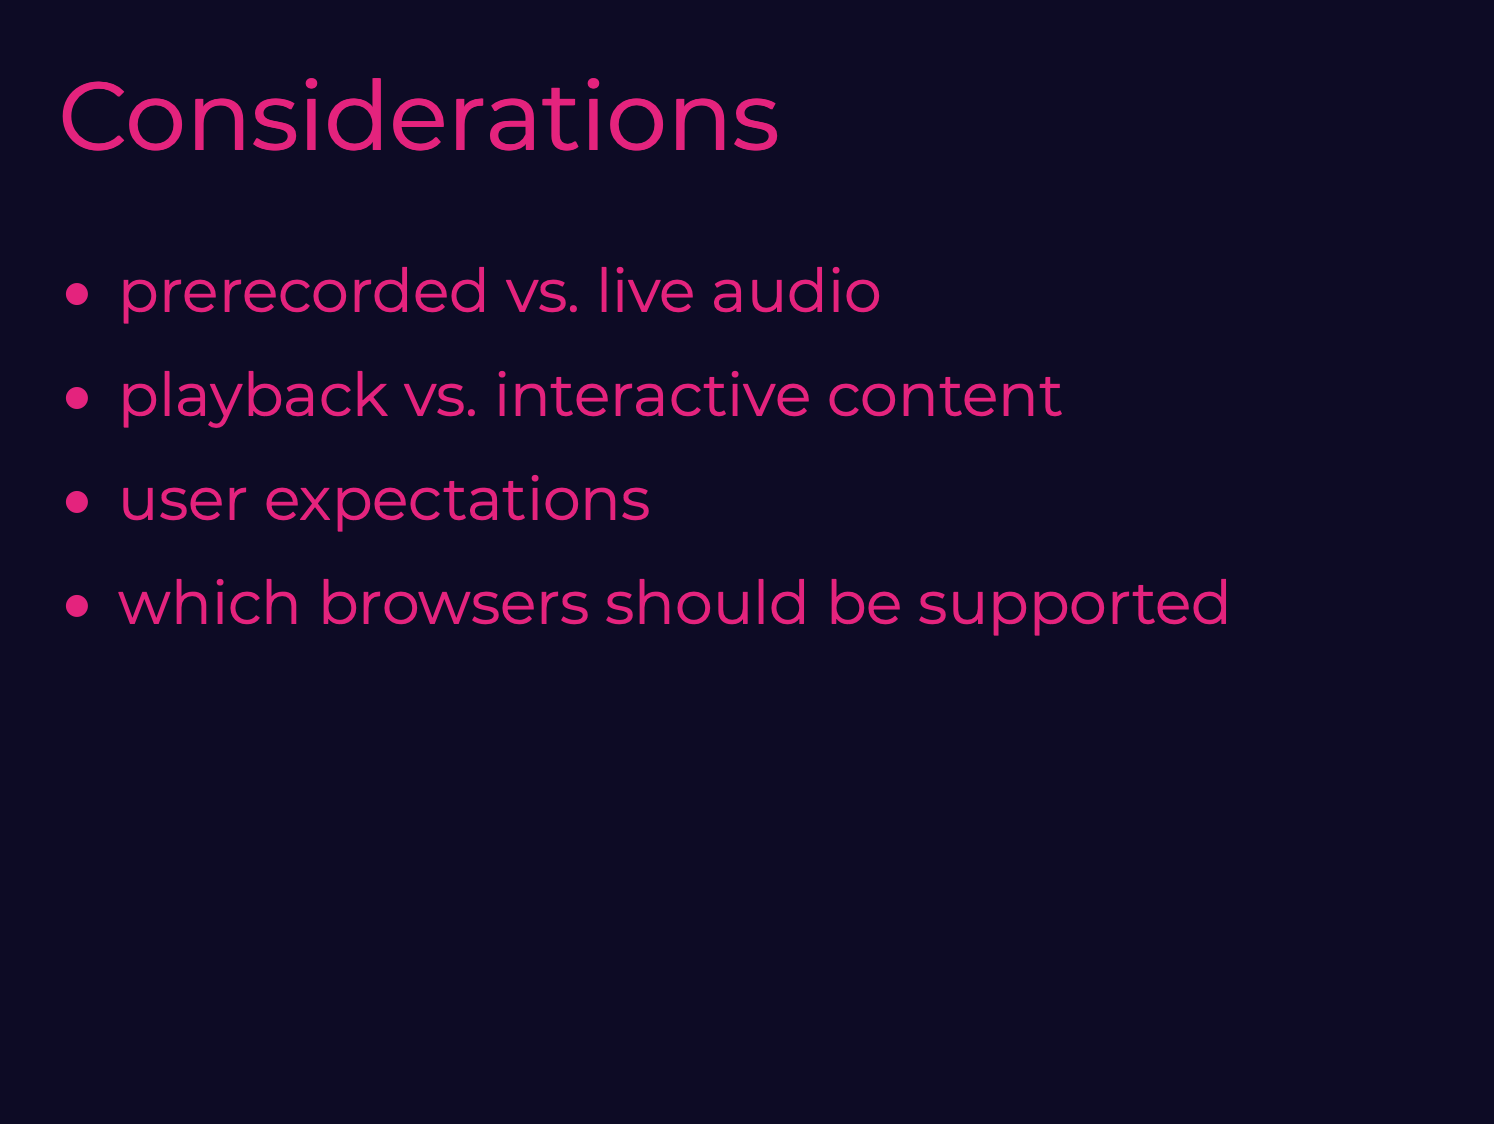 Considerations
• prerecorded vs. live audio
• playback vs. interactive content
• user expectations
• which browsers should be supported